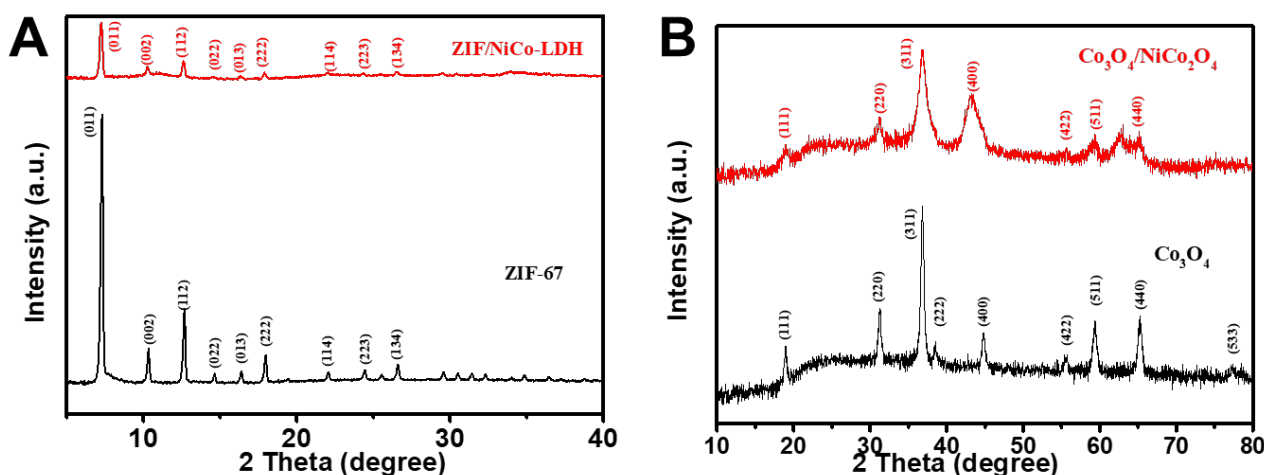 A
ZIF/NiCo-LDH
(011)
(002)
(112)
(022)
(013)
(222)
(114)
(223)
(134)
(011)
ZIF-67
(002)
(112)
(022)
(013)
(222)
(114)
(223)
(134)
Intensity (a.u.)
10 20 30 40
2 Theta (degree)
B
Co₃O₄/NiCo₂O₄
(111)
(220)
(311)
(400)
(422)
(511)
(440)
Co₃O₄
(111)
(220)
(311)
(222)
(400)
(422)
(511)
(440)
(533)
Intensity (a.u.)
10 20 30 40 50 60 70 80
2 Theta (degree)